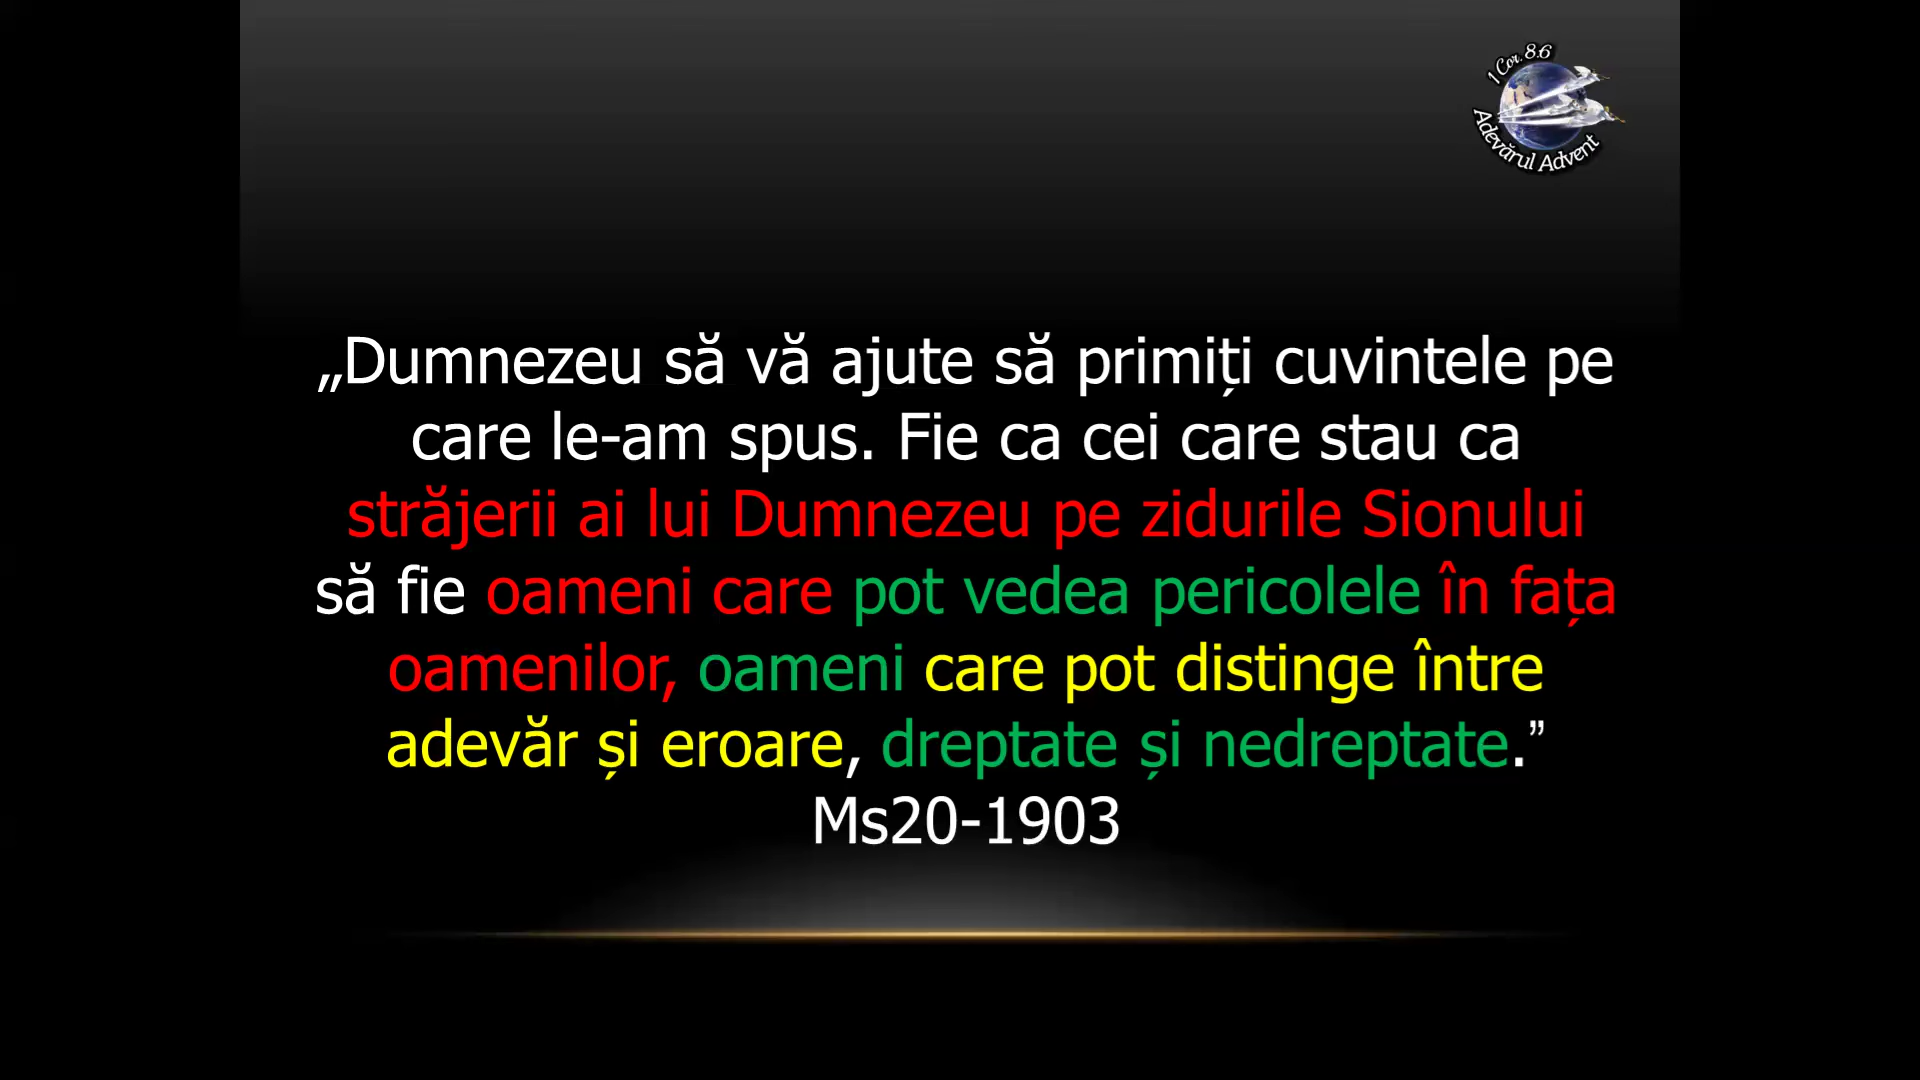 1 Cor. 8:6
Adevărul Advent
„Dumnezeu să vă ajute să primiți cuvintele pe
care le-am spus. Fie ca cei care stau ca
străjerii ai lui Dumnezeu pe zidurile Sionului
să fie oameni care pot vedea pericolele în fața
oamenilor, oameni care pot distinge între
adevăr și eroare, dreptate și nedreptate.”
Ms20-1903